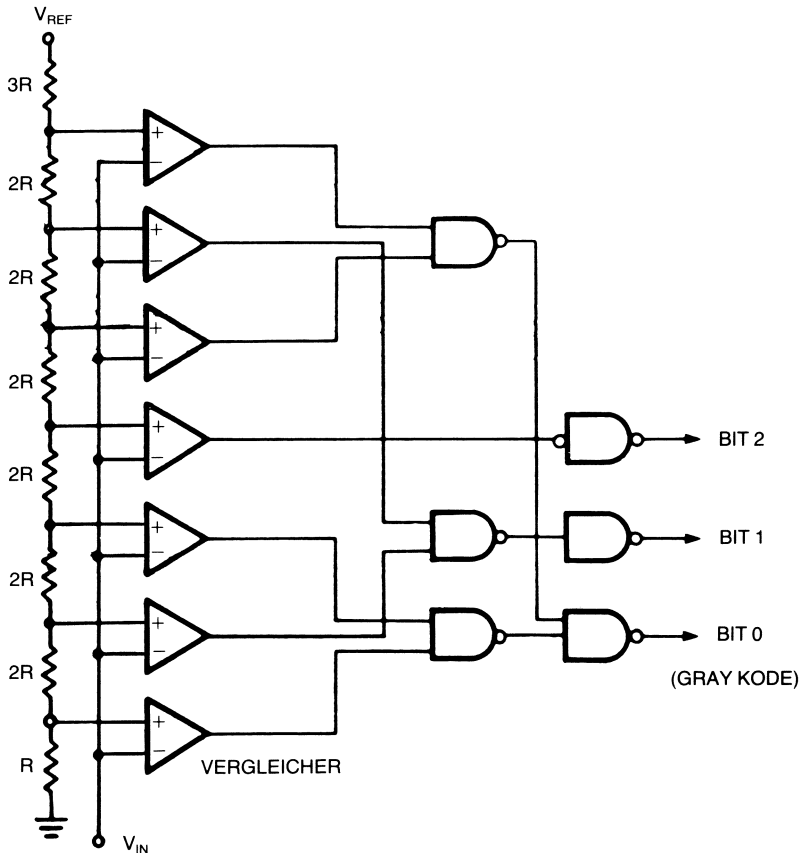 VREF
3R
+
−
2R
+
−
2R
+
−
2R
+
−
BIT 2
2R
+
−
BIT 1
2R
+
−
BIT 0
(GRAY KODE)
2R
+
−
R
VERGLEICHER
VIN